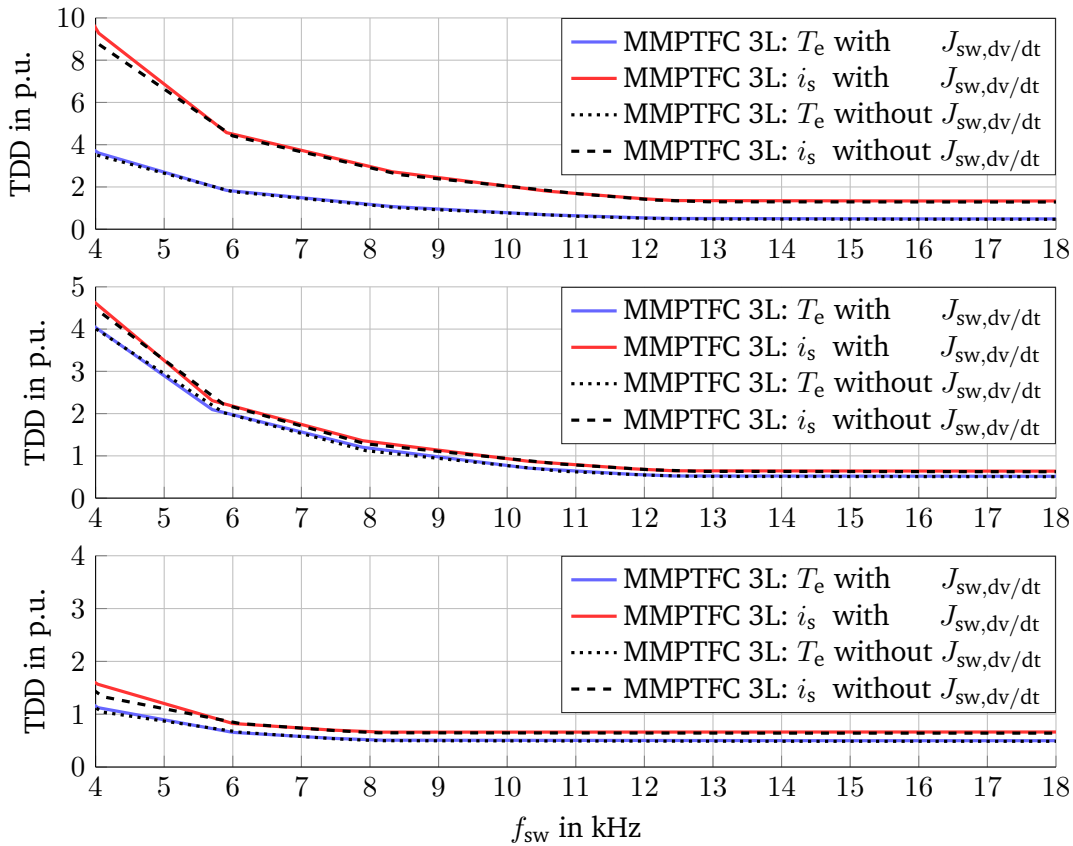 10
8
6
4
2
0
TDD in p.u.
MMPTFC 3L: Te with Jsw,dv/dt
MMPTFC 3L: is with Jsw,dv/dt
MMPTFC 3L: Te without Jsw,dv/dt
MMPTFC 3L: is without Jsw,dv/dt
4 5 6 7 8 9 10 11 12 13 14 15 16 17 18
5
4
3
2
1
0
TDD in p.u.
MMPTFC 3L: Te with Jsw,dv/dt
MMPTFC 3L: is with Jsw,dv/dt
MMPTFC 3L: Te without Jsw,dv/dt
MMPTFC 3L: is without Jsw,dv/dt
4 5 6 7 8 9 10 11 12 13 14 15 16 17 18
4
3
2
1
0
TDD in p.u.
MMPTFC 3L: Te with Jsw,dv/dt
MMPTFC 3L: is with Jsw,dv/dt
MMPTFC 3L: Te without Jsw,dv/dt
MMPTFC 3L: is without Jsw,dv/dt
4 5 6 7 8 9 10 11 12 13 14 15 16 17 18
fsw in kHz